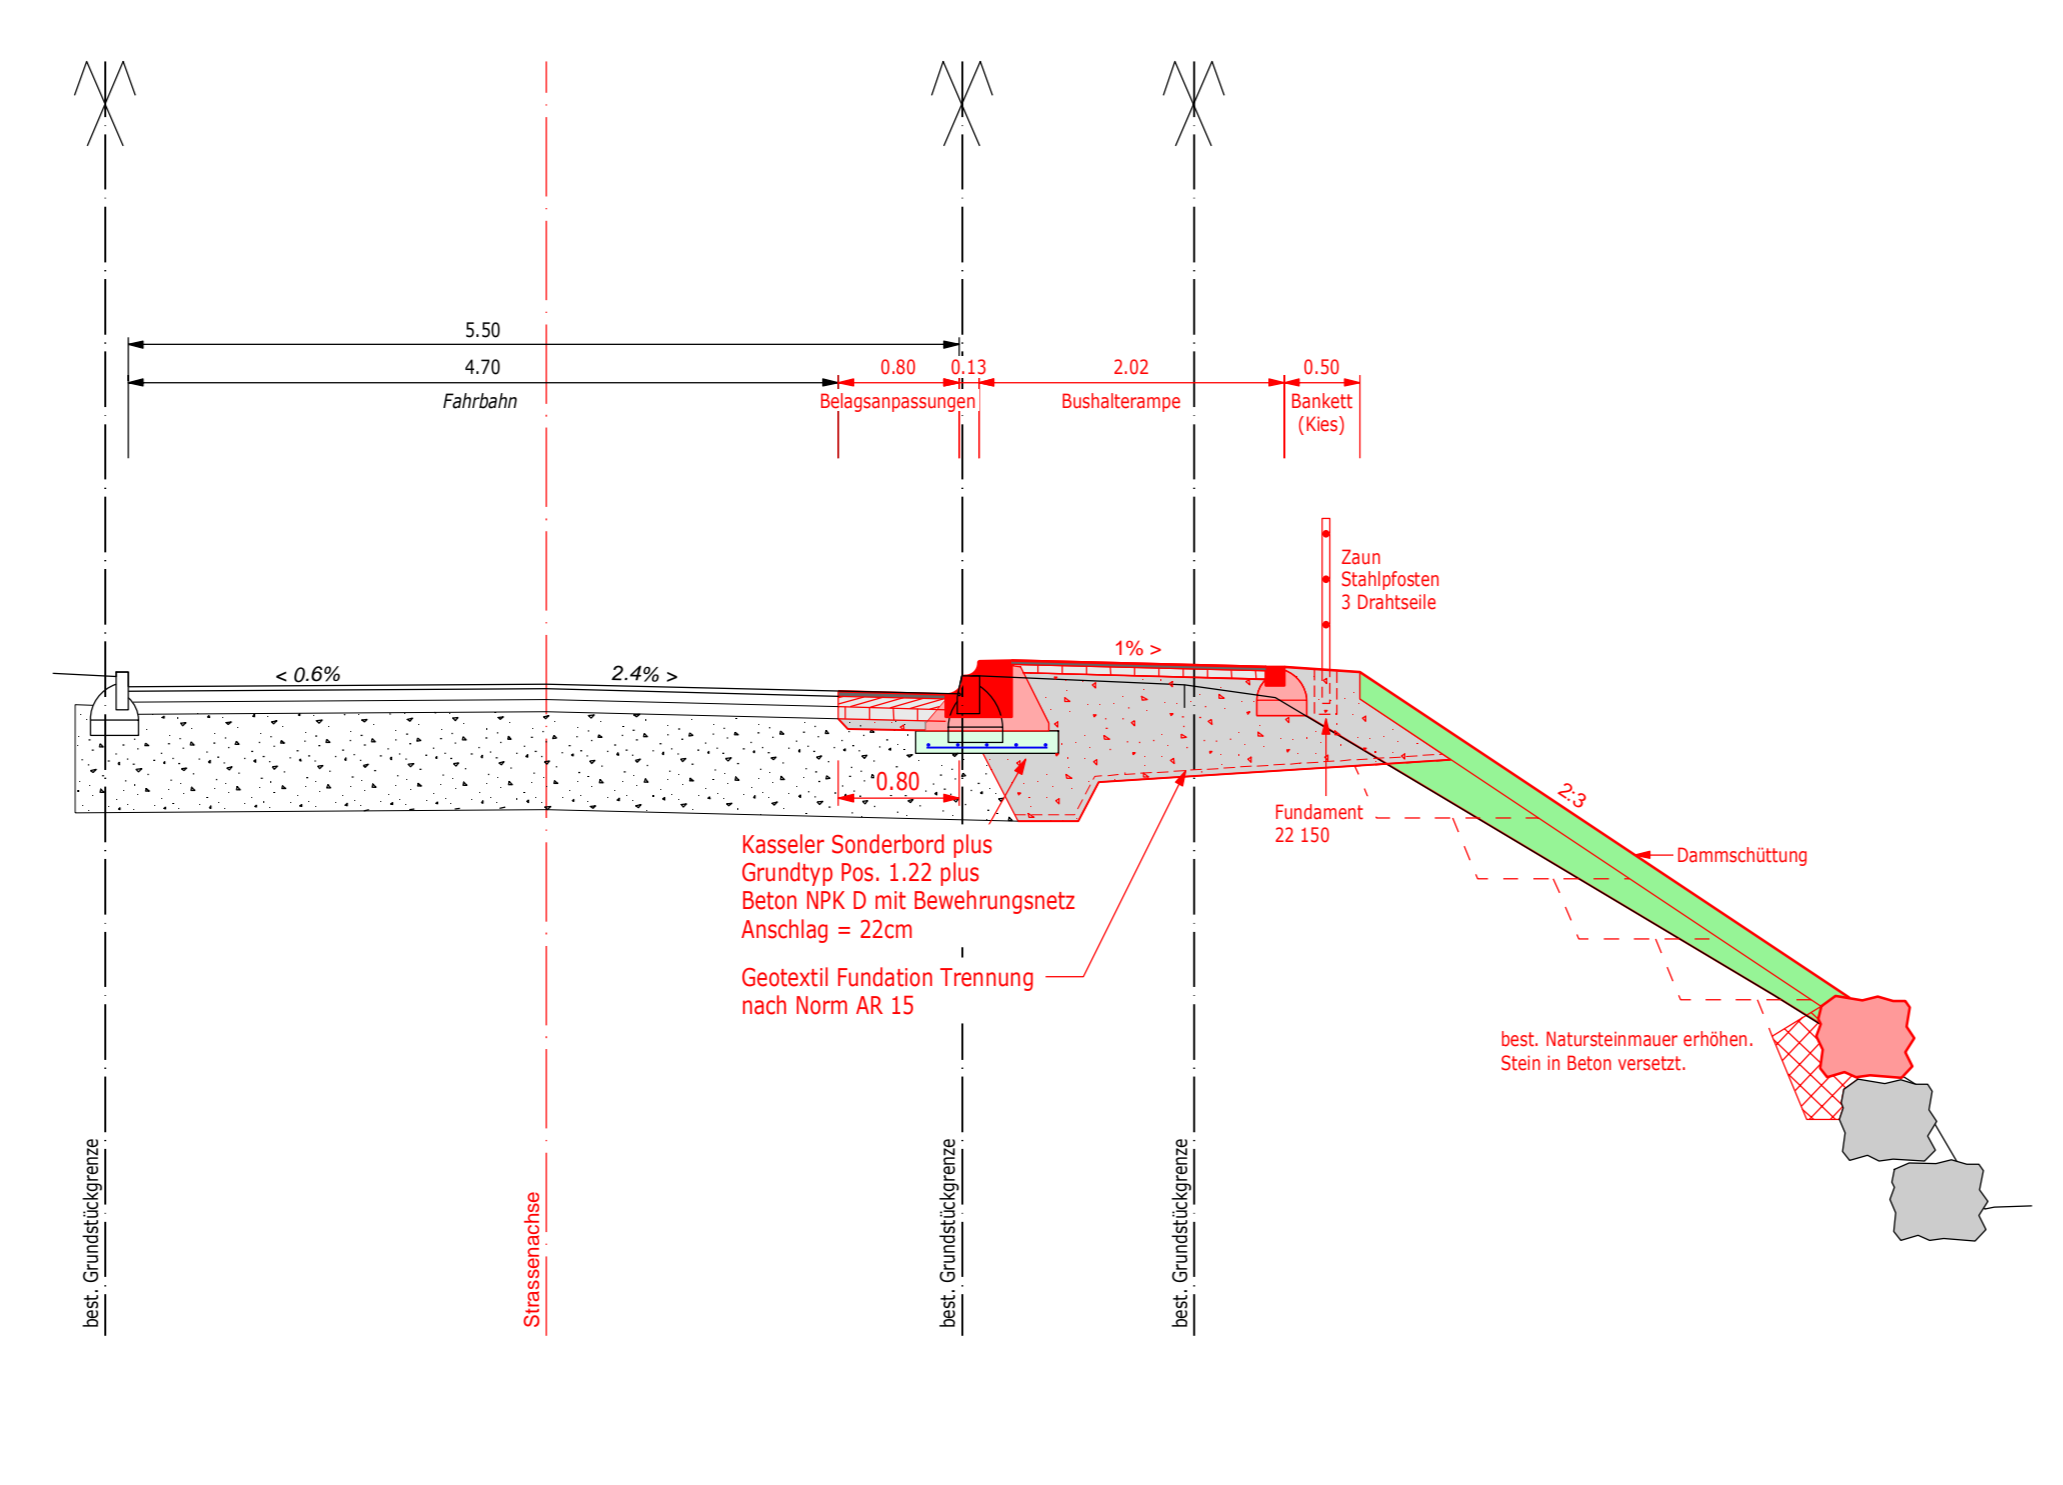 5.50
4.70
0.80
0.13
2.02
0.50
Fahrbahn
Belagsanpassungen
Bushalterampe
Bankett
(Kies)
Zaun
Stahlpfosten
3 Drahtseile
< 0.6%
2.4% >
1% >
0.80
2:3
Fundament
22 150
Kasseler Sonderbord plus
Grundtyp Pos. 1.22 plus
Beton NPK D mit Bewehrungsnetz
Anschlag = 22cm
Dammschüttung
Geotextil Fundation Trennung
nach Norm AR 15
best. Natursteinmauer erhöhen.
Stein in Beton versetzt.
best. Grundstückgrenze
Strassenachse
best. Grundstückgrenze
best. Grundstückgrenze